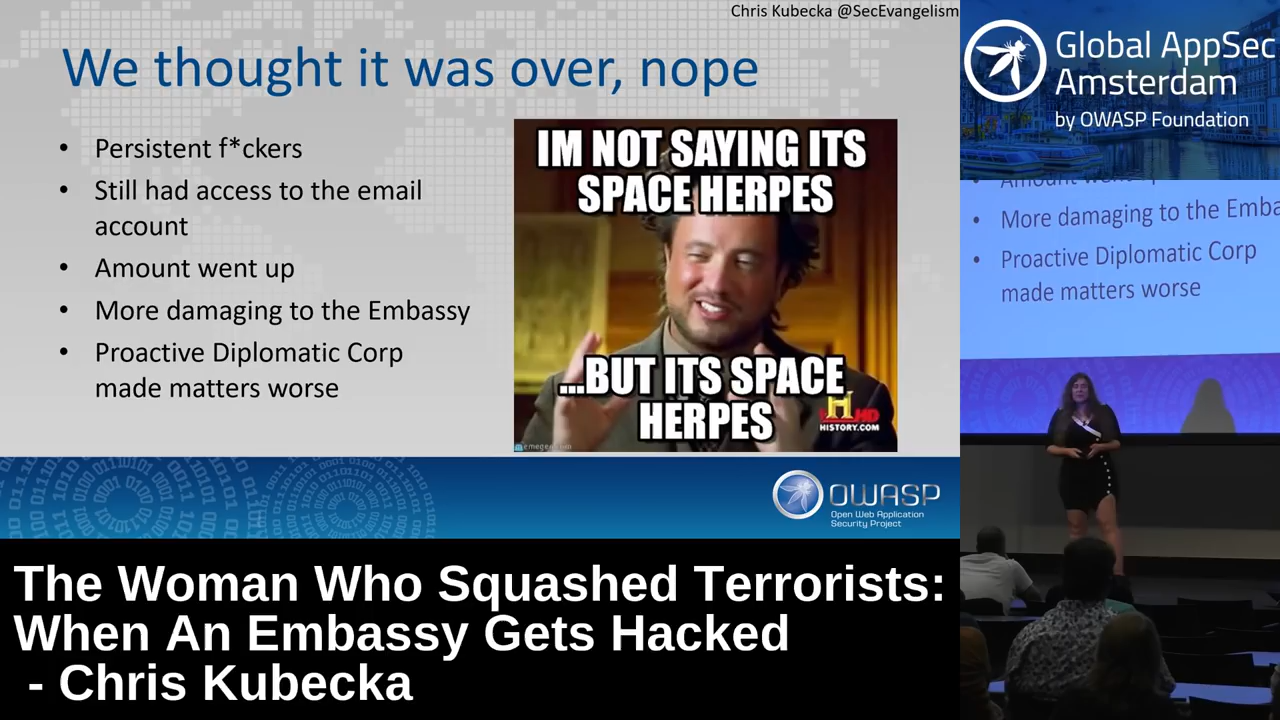 Chris Kubecka @SecEvangelism
We thought it was over, nope
• Persistent f*ckers
• Still had access to the email
account
• Amount went up
• More damaging to the Embassy
• Proactive Diplomatic Corp
made matters worse
IM NOT SAYING ITS
SPACE HERPES
...BUT ITS SPACE
HERPES
H HD
HISTORY.COM
OWASP
Open Web Application
Security Project
The Woman Who Squashed Terrorists:
When An Embassy Gets Hacked
- Chris Kubecka
Global AppSec
Amsterdam
by OWASP Foundation
• Amount went
• More damaging to the Emba
• Proactive Diplomatic Corp
made matters worse